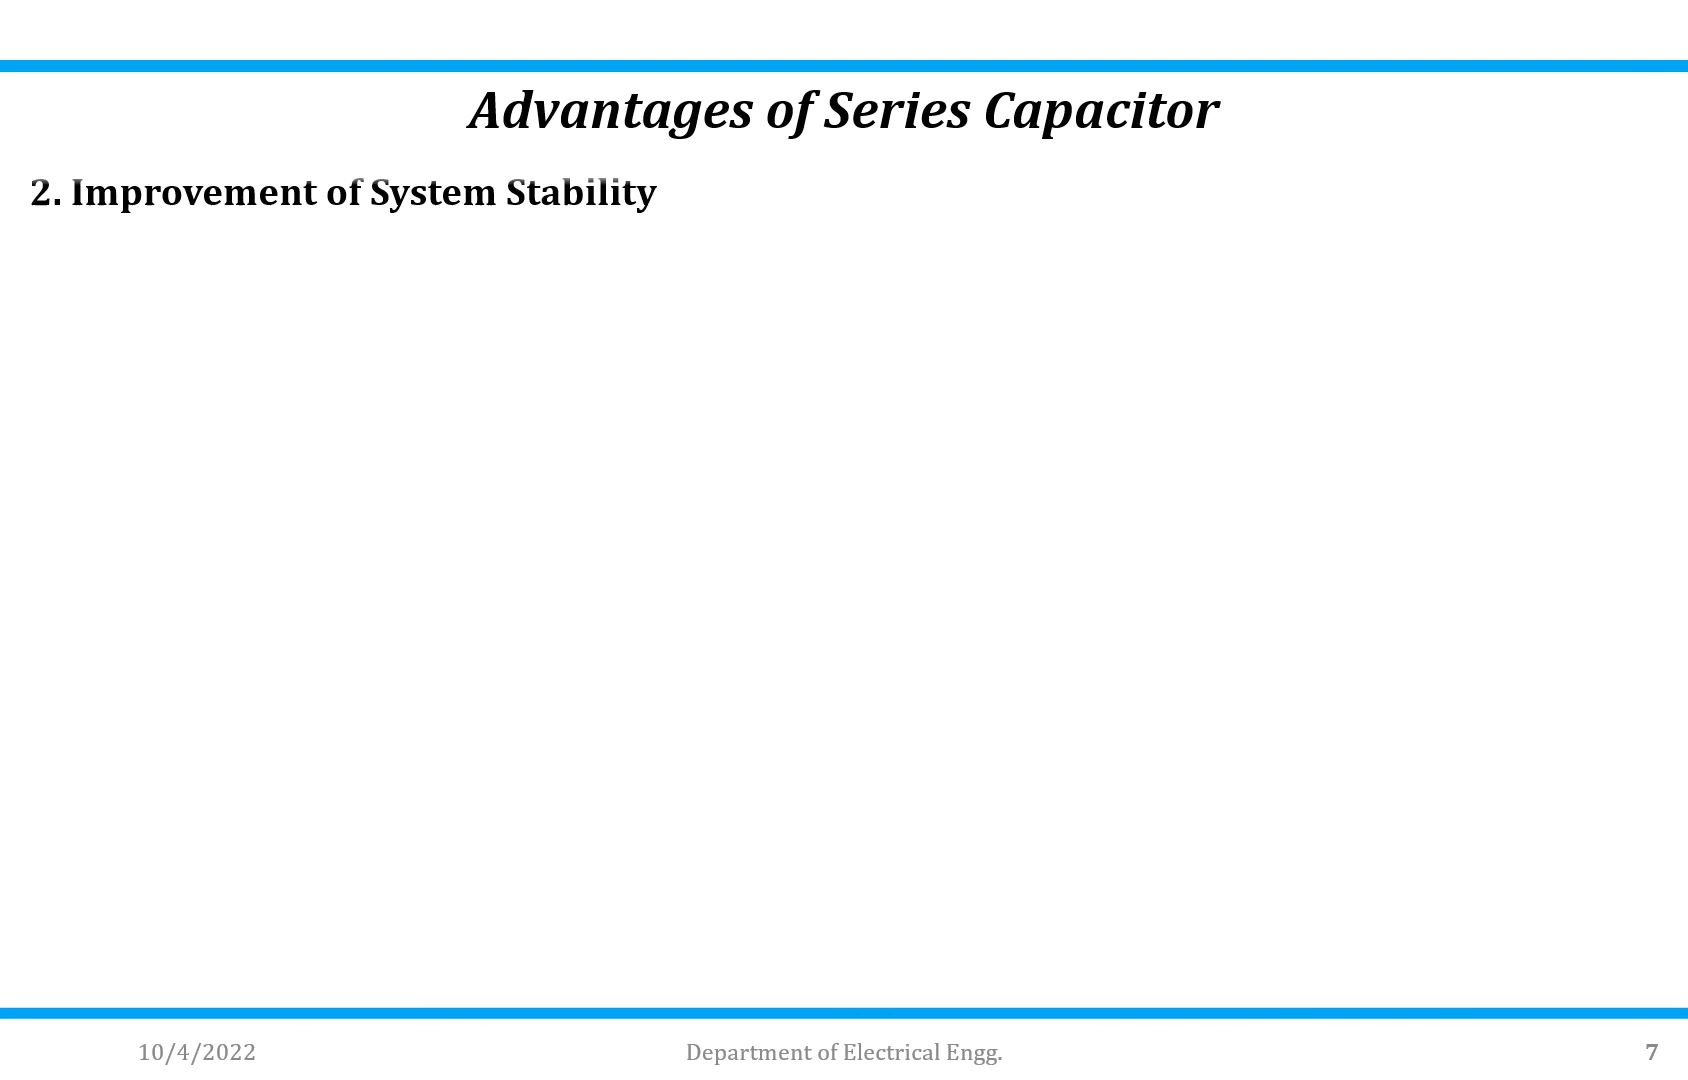 Advantages of Series Capacitor
2. Improvement of System Stability
10/4/2022
Department of Electrical Engg.
7